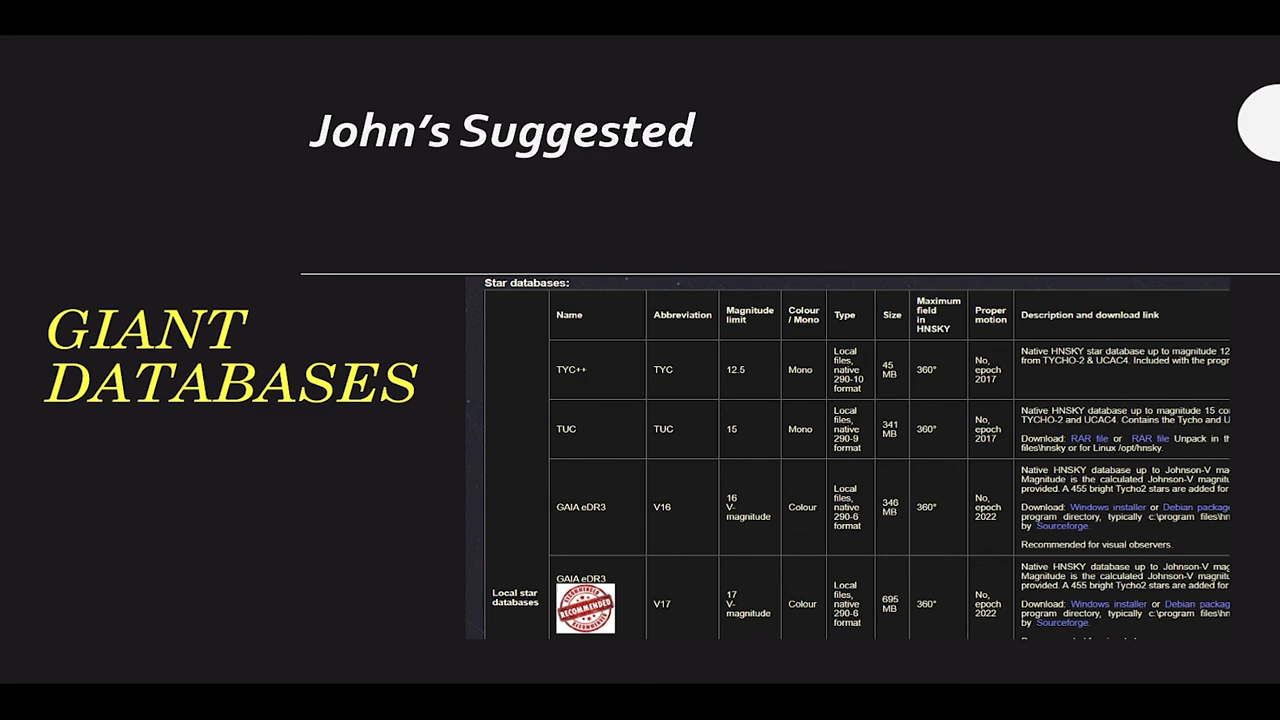 John's Suggested
GIANT
DATABASES
Star databases:
Name
Abbreviation
Magnitude
limit
Colour
/ Mono
Type
Size
Maximum
field
in
HNSKY
Proper
motion
Description and download link
Local star
databases
TYC++
TYC
12.5
Mono
Local
files,
native
290-10
format
45
MB
360°
No,
epoch
2017
Native HNSKY star database up to magnitude 12
from TYCHO-2 & UCAC4. Included with the progr
TUC
TUC
15
Mono
Local
files,
native
290-9
format
341
MB
360°
No,
epoch
2017
Native HNSKY database up to magnitude 15 co
TYCHO-2 and UCAC4. Contains the Tycho and U
Download: RAR file or RAR file Unpack in th
files\hnsky or for Linux /opt/hnsky.
GAIA eDR3
V16
16
V-
magnitude
Colour
Local
files,
native
290-6
format
346
MB
360°
No,
epoch
2022
Native HNSKY database up to Johnson-V ma
Magnitude is the calculated Johnson-V magnitu
provided. A 455 bright Tycho2 stars are added for
Download: Windows installer or Debian package
program directory, typically c:\program files\hn
by Sourceforge.
Recommended for visual observers.
GAIA eDR3
RECOMMENDED
V17
17
V-
magnitude
Colour
Local
files,
native
290-6
format
695
MB
360°
No,
epoch
2022
Native HNSKY database up to Johnson-V mag
Magnitude is the calculated Johnson-V magnitu
provided. A 455 bright Tycho2 stars are added for
Download: Windows installer or Debian packag
program directory, typically c:\program files\hn
by Sourceforge.